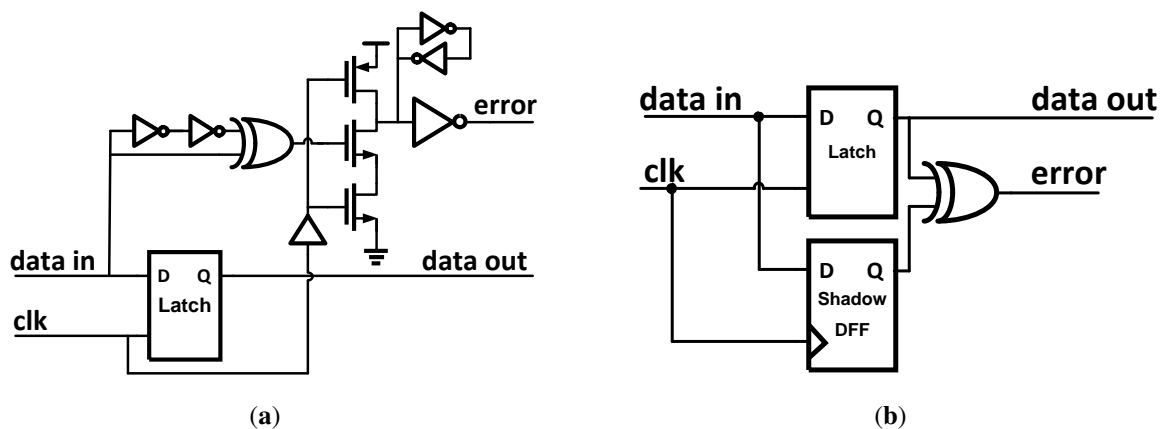 error
data in
D Q
data out
Latch
clk
(a)
data in
D Q
data out
Latch
clk
error
D Q
Shadow
DFF
(b)